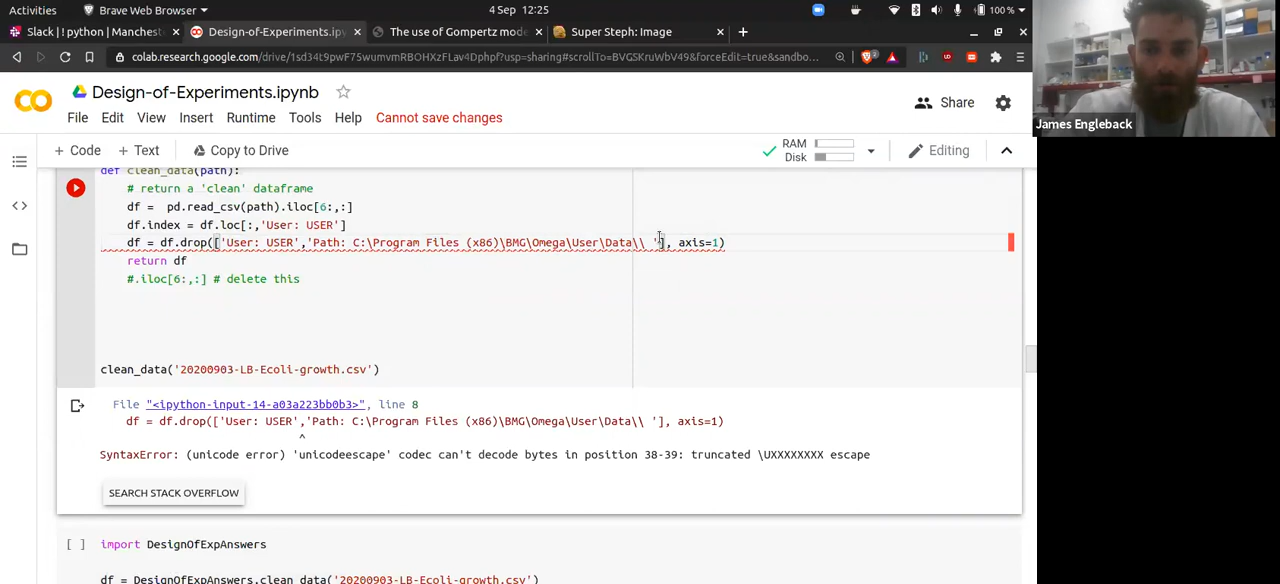 Activities
Brave Web Browser
4 Sep 12:25
100 %
Slack | ! python | Manchest
Design-of-Experiments.ipyn
The use of Gompertz mode
Super Steph: Image
colab.research.google.com/drive/1sd34t9pwF75wumvmRBOHXzFLav4Dphpf?usp=sharing#scrollTo=BVGSKruWbV49&forceEdit=true&sandbo...
Design-of-Experiments.ipynb
Share
James Engleback
File Edit View Insert Runtime Tools Help Cannot save changes
+ Code + Text Copy to Drive
RAM
Disk
Editing
def clean_data(path):
# return a 'clean' dataframe
df =  pd.read_csv(path).iloc[6:,:]
df.index = df.loc[:,'User: USER']
df = df.drop(['User: USER','Path: C:\Program Files (x86)\BMG\Omega\User\Data\\ '], axis=1)
return df
#.iloc[6:,:] # delete this
clean_data('20200903-LB-Ecoli-growth.csv')
File "<ipython-input-14-a03a223bb0b3>", line 8
df = df.drop(['User: USER','Path: C:\Program Files (x86)\BMG\Omega\User\Data\\ '], axis=1)
^
SyntaxError: (unicode error) 'unicodeescape' codec can't decode bytes in position 38-39: truncated \UXXXXXXXX escape
SEARCH STACK OVERFLOW
[ ] import DesignOfExpAnswers
df = DesignOfExpAnswers.clean_data('20200903-LB-Ecoli-growth.csv')